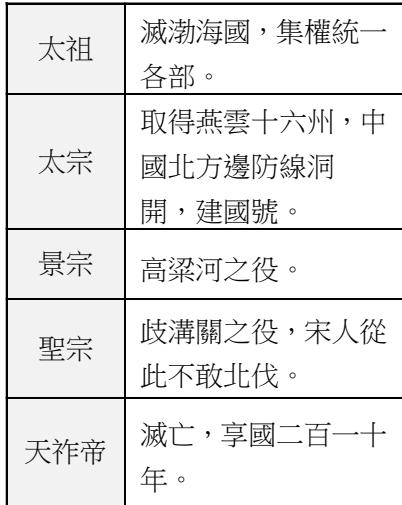 太祖
滅渤海國，集權統一
各部。
太宗
取得燕雲十六州，中
國北方邊防線洞
開，建國號。
景宗
高粱河之役。
聖宗
歧溝關之役，宋人從
此不敢北伐。
天祚帝
滅亡，享國二百一十
年。